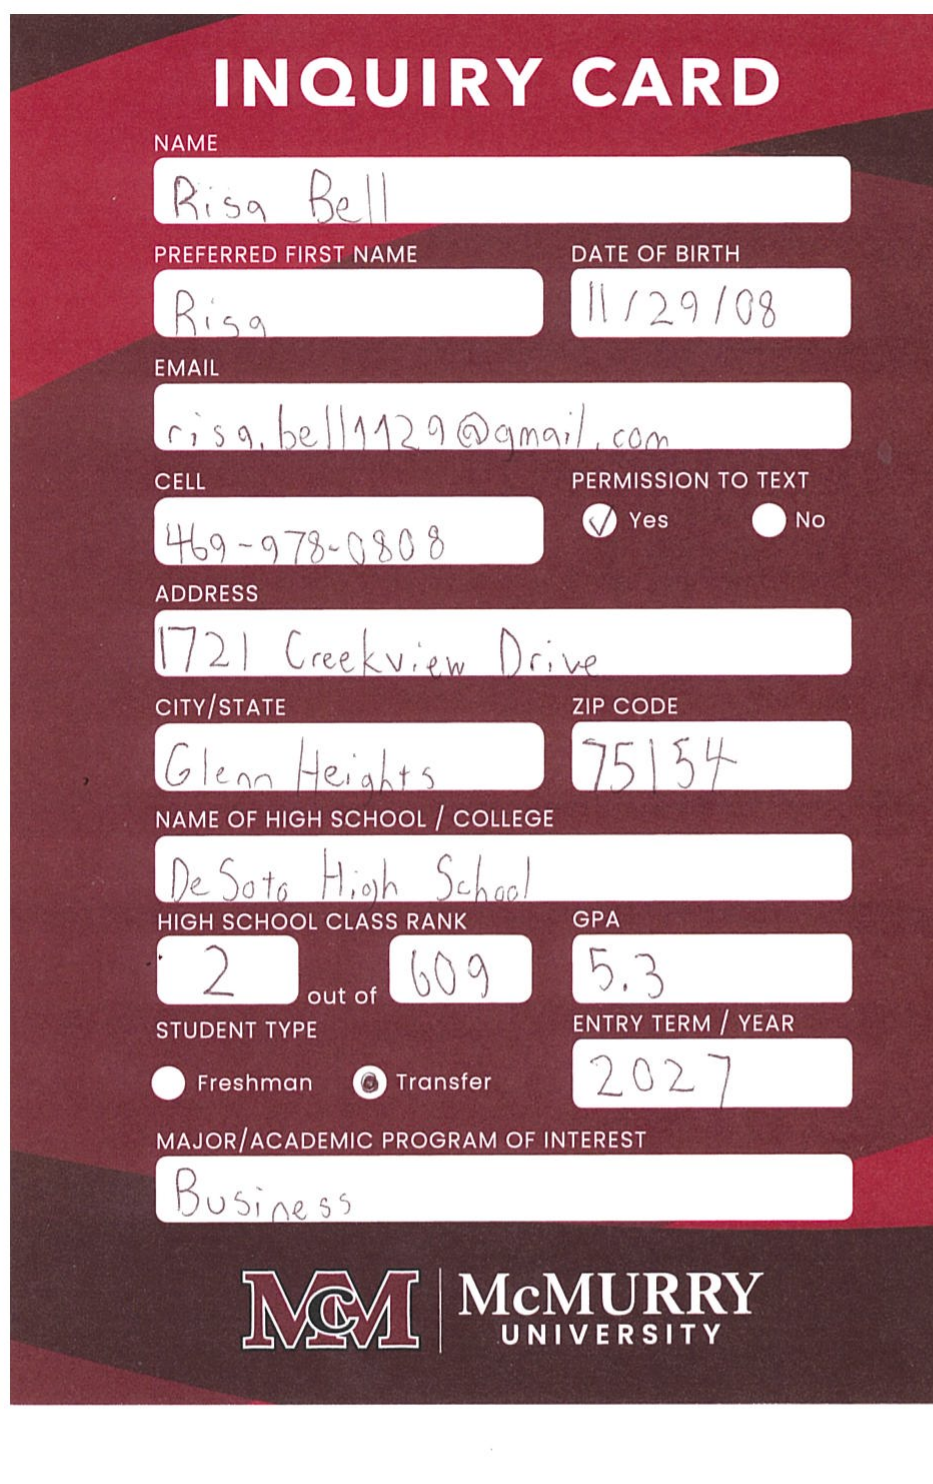 INQUIRY CARD
NAME
Risa Bell
PREFERRED FIRST NAME DATE OF BIRTH
Risa 11/29/08
EMAIL
risa.bell1129@gmail.com
CELL PERMISSION TO TEXT
469-978-0808 Yes No
ADDRESS
1721 Creekview Drive
CITY/STATE ZIP CODE
Glenn Heights 75154
NAME OF HIGH SCHOOL / COLLEGE
DeSoto High School
HIGH SCHOOL CLASS RANK GPA
2 out of 609 5.3
STUDENT TYPE ENTRY TERM / YEAR
Freshman Transfer 2027
MAJOR/ACADEMIC PROGRAM OF INTEREST
Business
McM McMURRY
UNIVERSITY